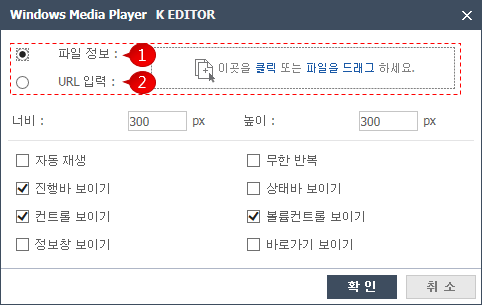 Windows Media Player K EDITOR
파일 정보 : 1
이곳을 클릭 또는 파일을 드래그 하세요.
URL 입력 : 2
너비 : 300 px 높이 : 300 px
자동 재생 무한 반복
진행바 보이기 상태바 보이기
컨트롤 보이기 볼륨컨트롤 보이기
정보창 보이기 바로가기 보이기
확 인 취 소